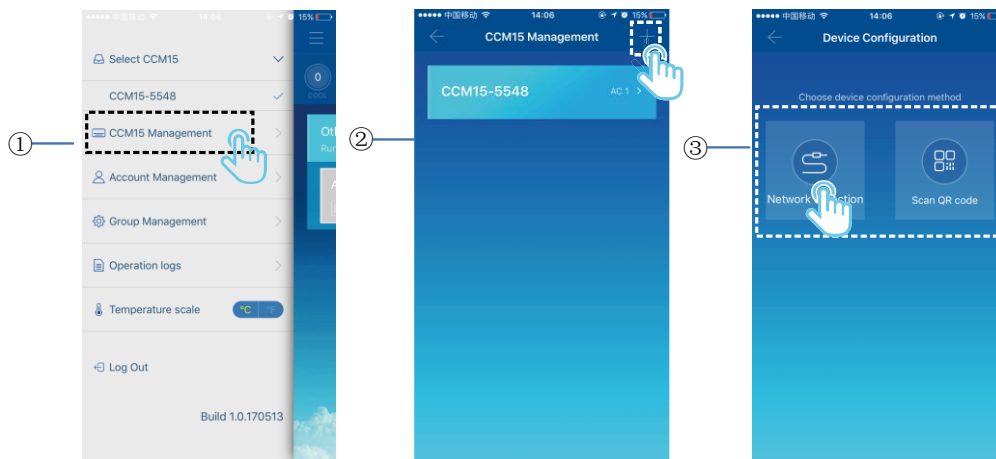 ①
中国移动 14:06 15%
Select CCM15
CCM15-5548
CCM15 Management
Account Management
Group Management
Operation logs
Temperature scale °C °F
Log Out
Build 1.0.170513
0
COOL
②
中国移动 14:06 15%
CCM15 Management
CCM15-5548 AC 1
③
中国移动 14:06 15%
Device Configuration
Choose device configuration method
Network
Scan QR code